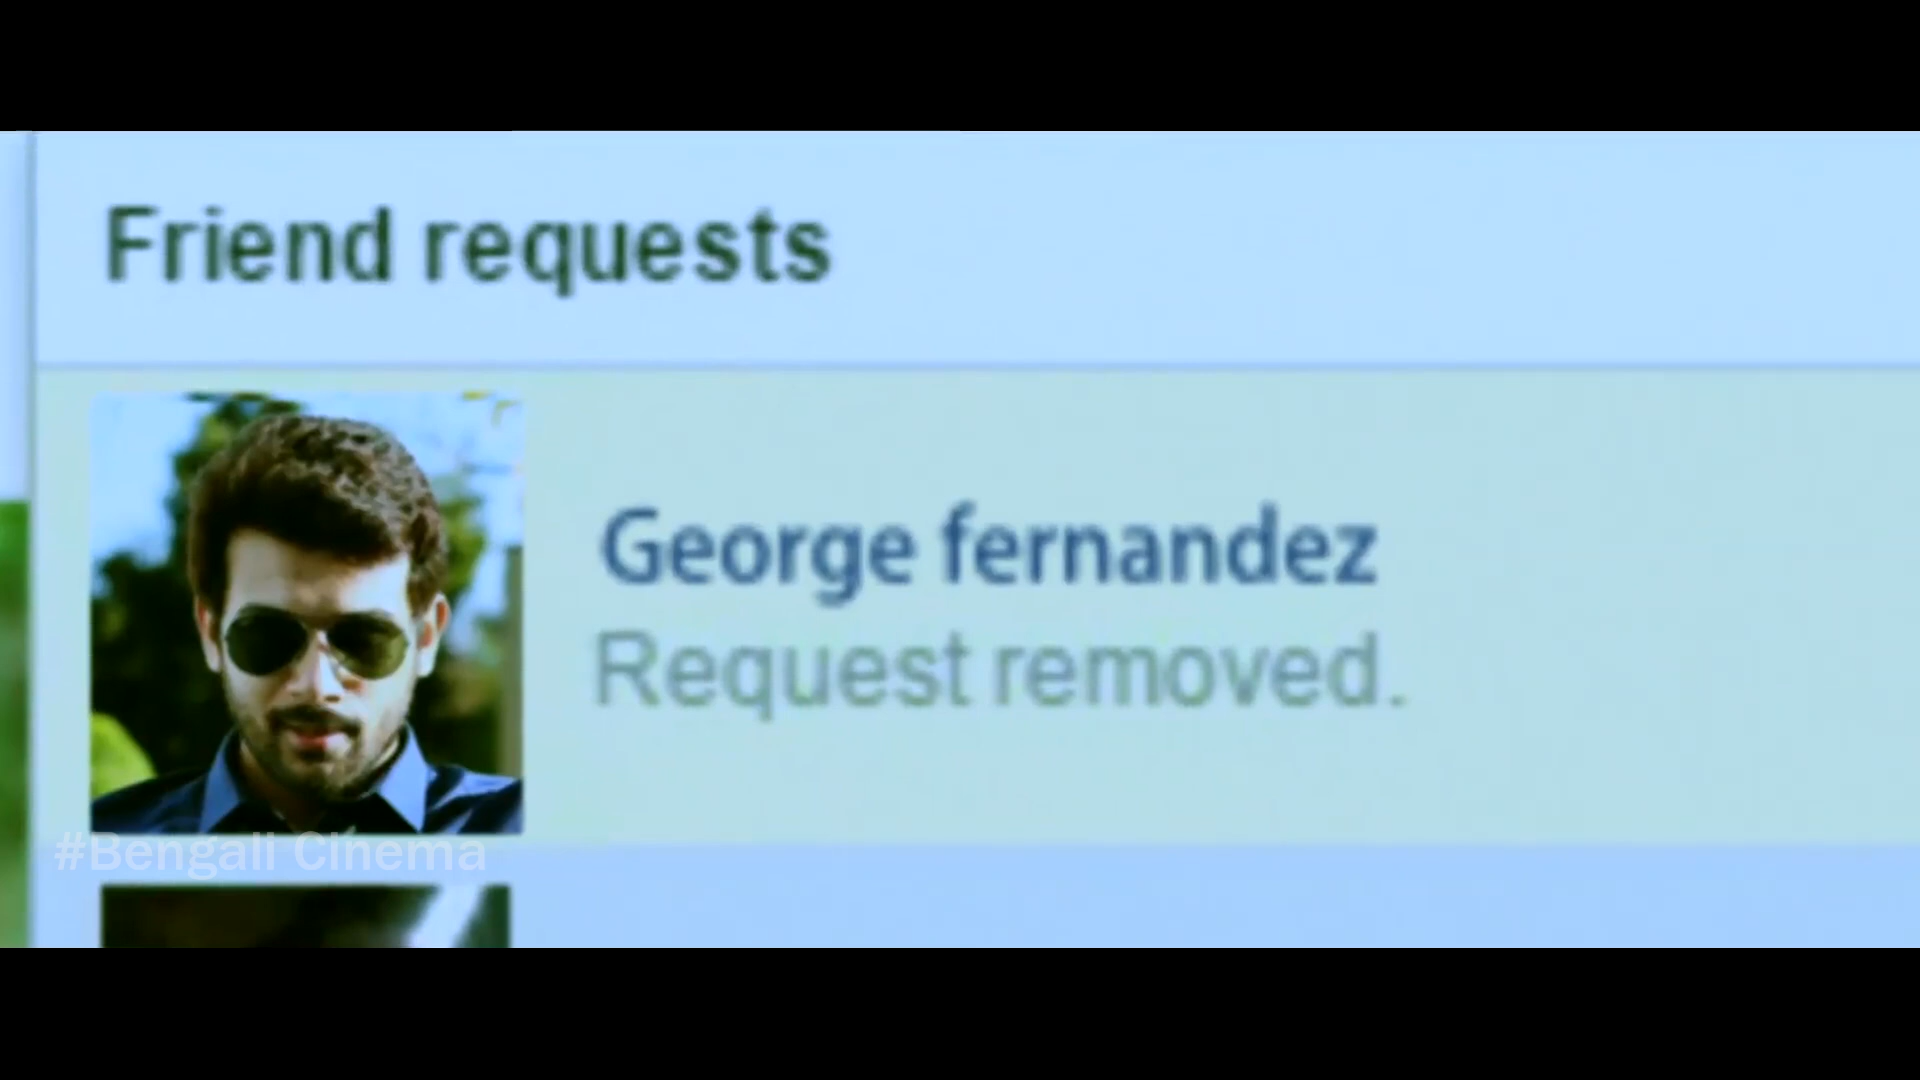 Friend requests
George fernandez
Request removed.
#Bengali Cinema